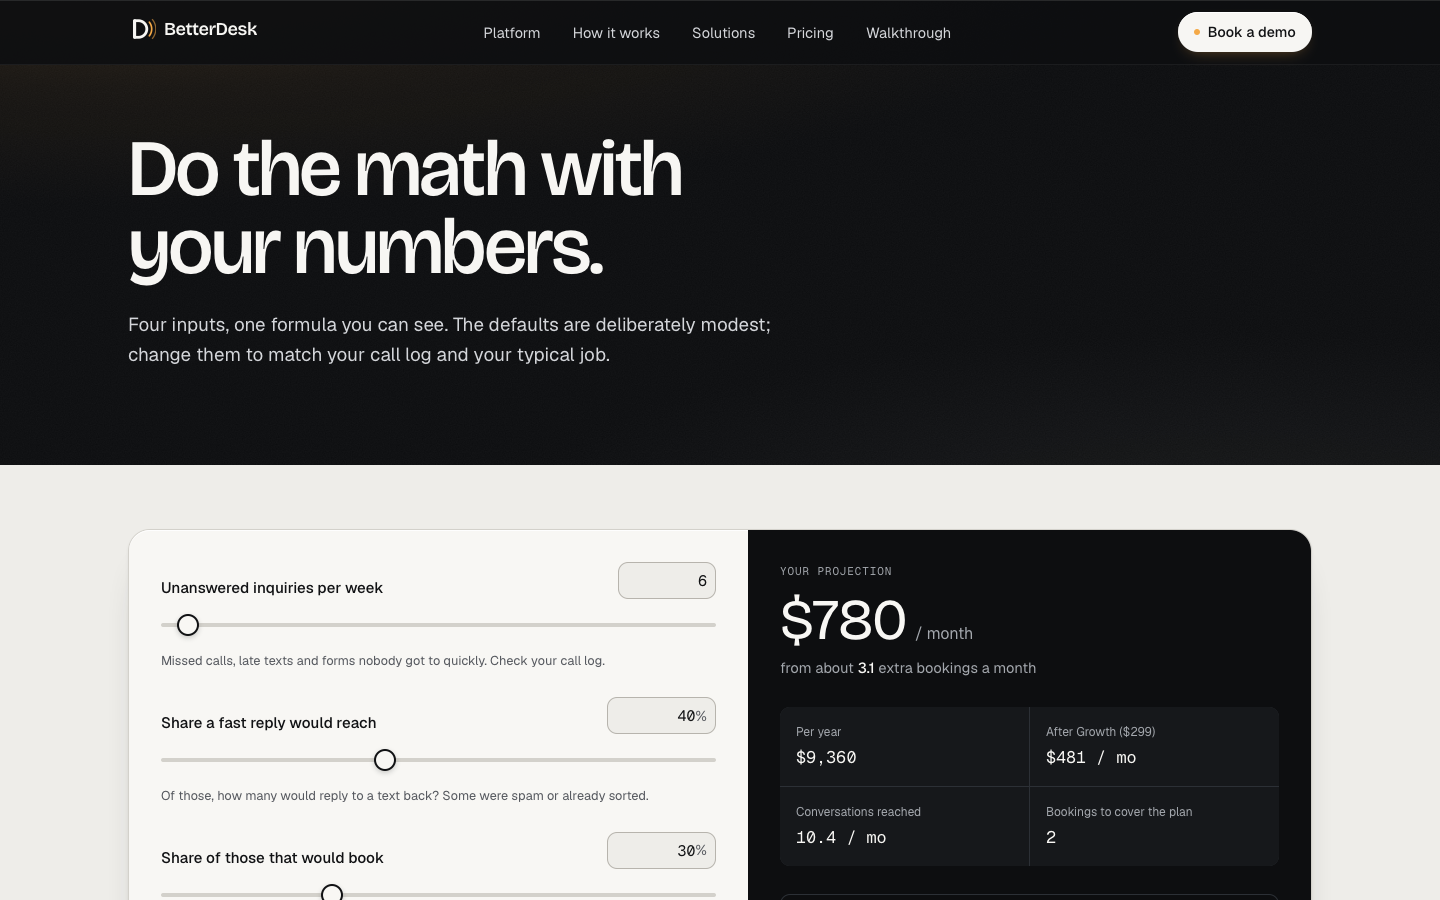 BetterDesk
Platform
How it works
Solutions
Pricing
Walkthrough
Book a demo
Do the math with
your numbers.
Four inputs, one formula you can see. The defaults are deliberately modest;
change them to match your call log and your typical job.
Unanswered inquiries per week
6
Missed calls, late texts and forms nobody got to quickly. Check your call log.
Share a fast reply would reach
40%
Of those, how many would reply to a text back? Some were spam or already sorted.
Share of those that would book
30%
YOUR PROJECTION
$780 / month
from about 3.1 extra bookings a month
Per year
$9,360
After Growth ($299)
$481 / mo
Conversations reached
10.4 / mo
Bookings to cover the plan
2